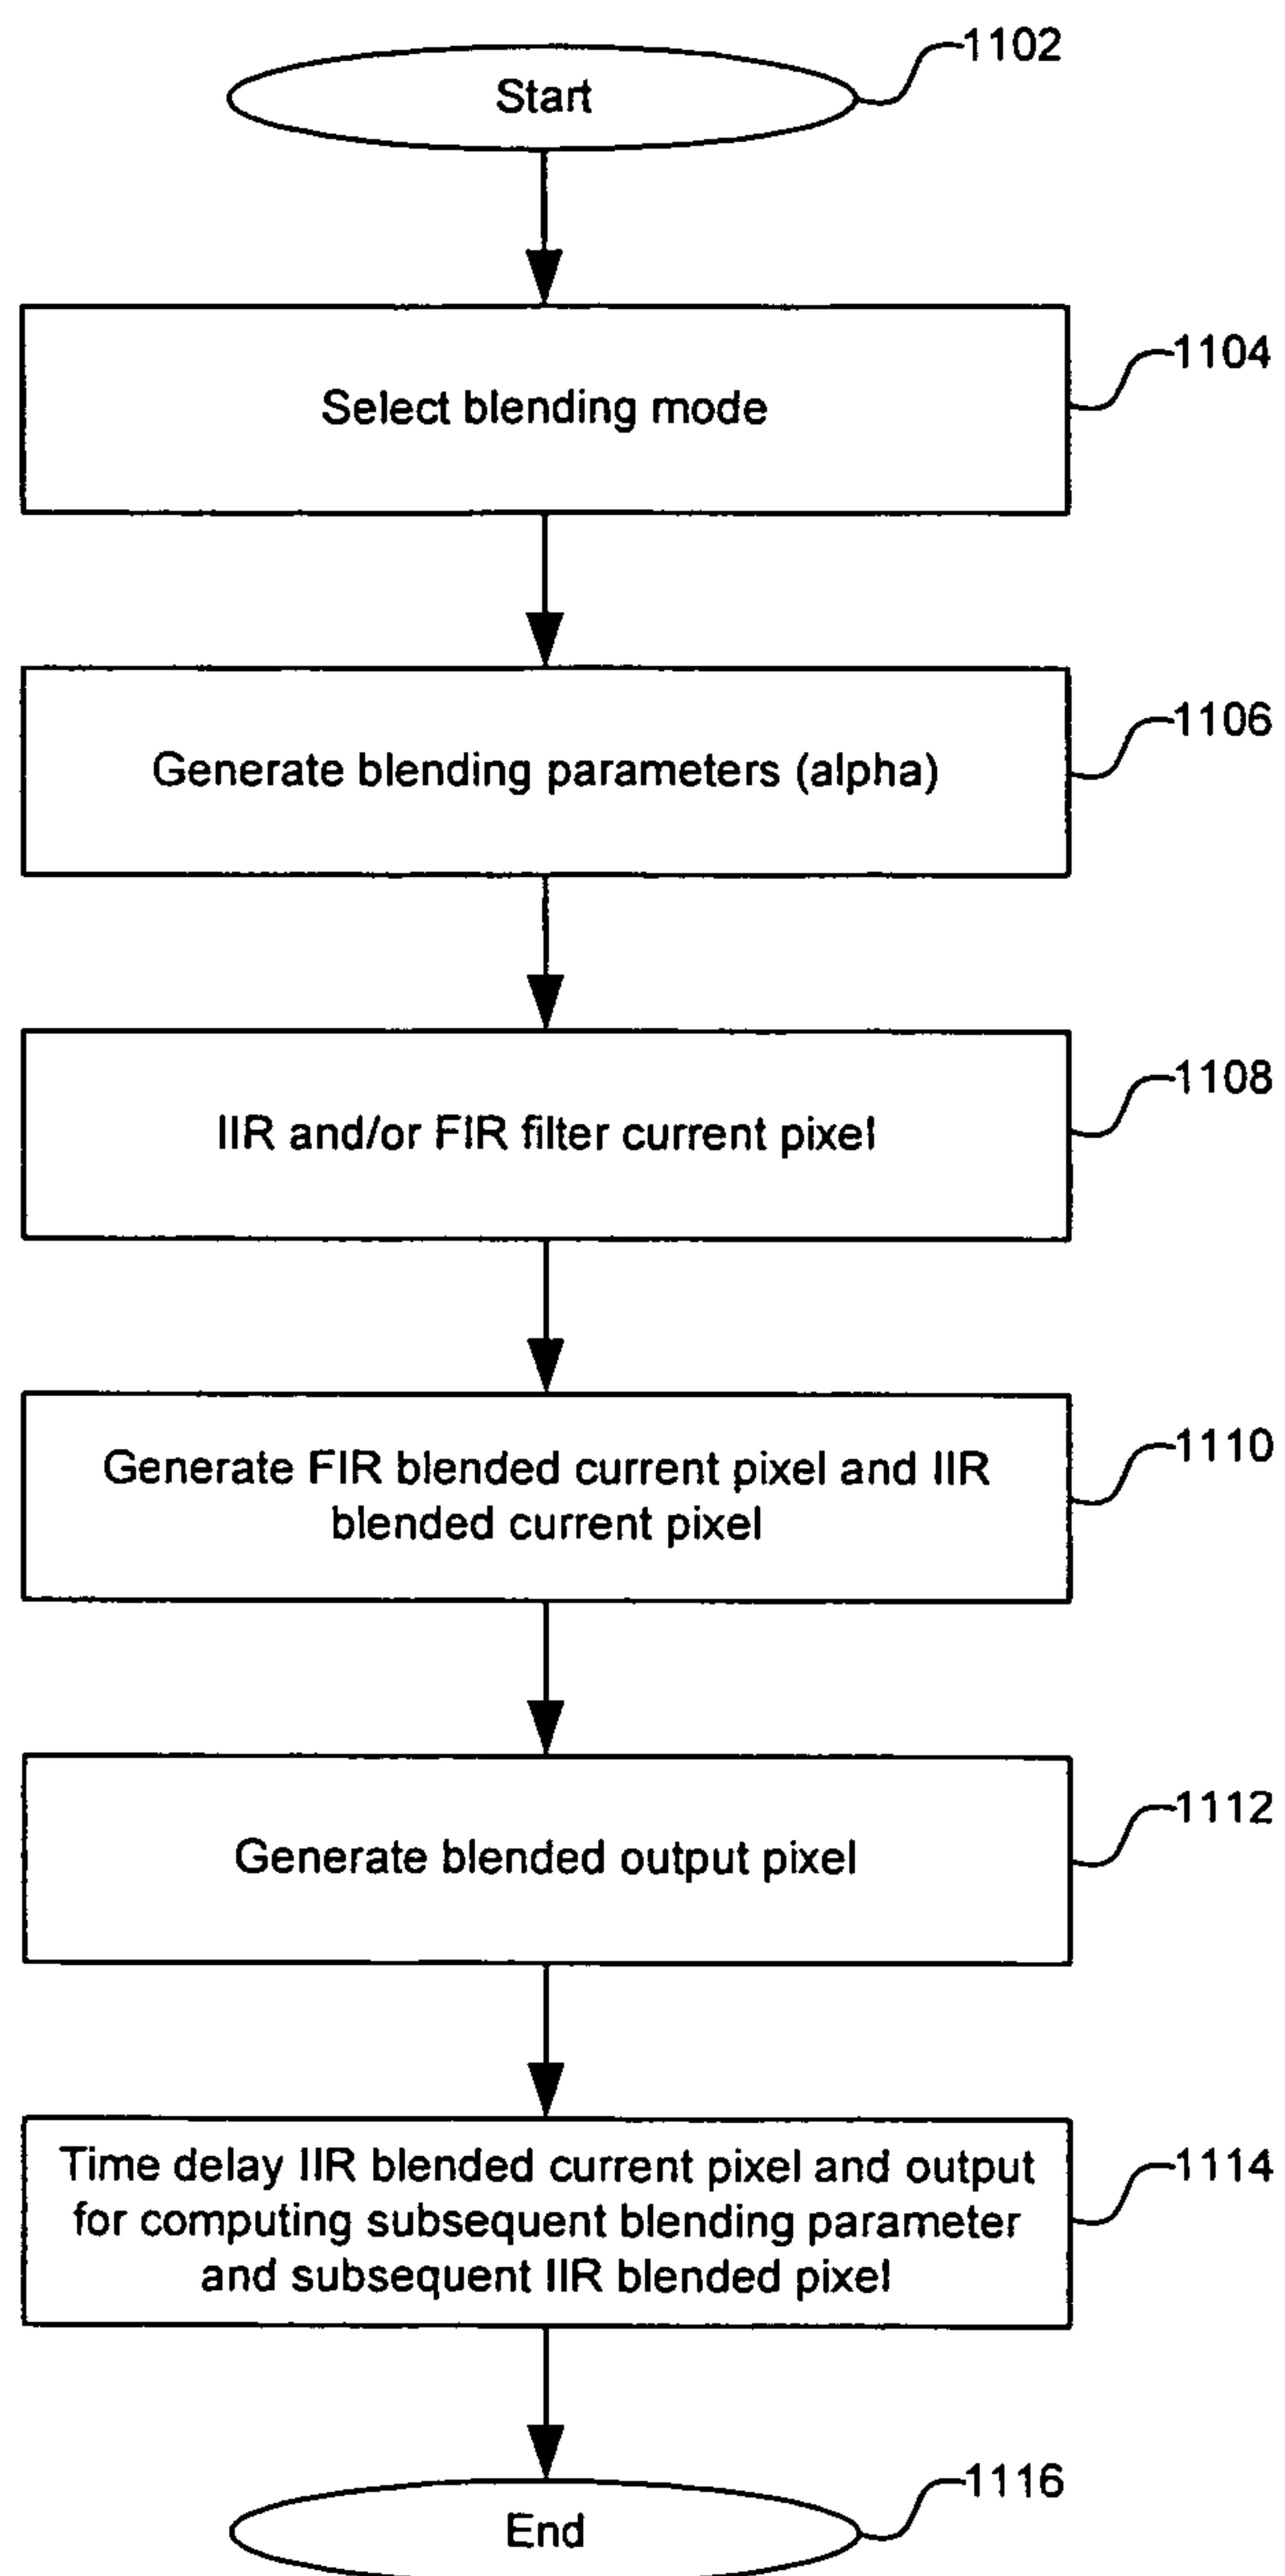 1102
Start
1104
Select blending mode
1106
Generate blending parameters (alpha)
1108
IIR and/or FIR filter current pixel
1110
Generate FIR blended current pixel and IIR
blended current pixel
1112
Generate blended output pixel
1114
Time delay IIR blended current pixel and output
for computing subsequent blending parameter
and subsequent IIR blended pixel
1116
End